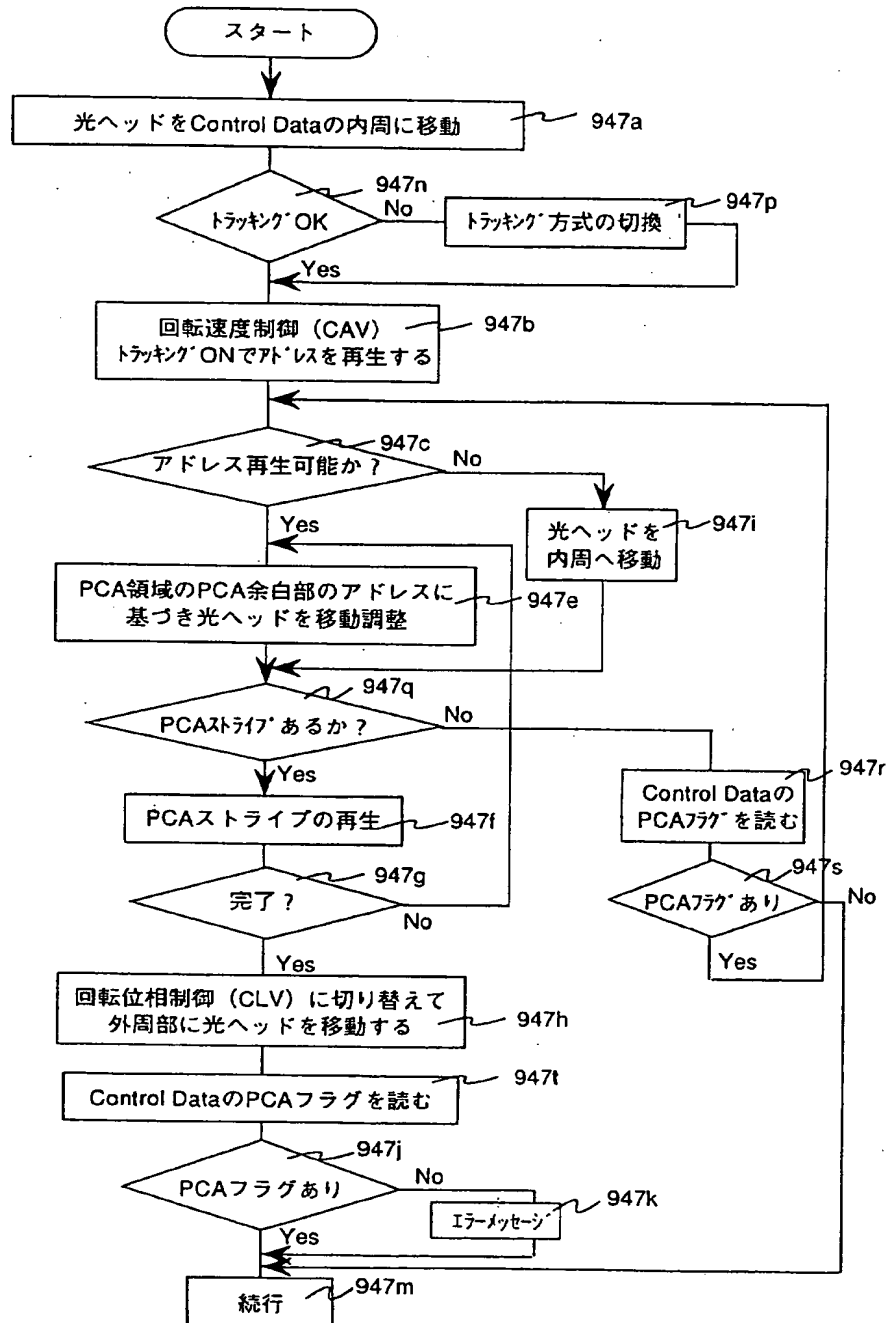 スタート
光ヘッドをControl Dataの内周に移動
947a
947n
トラッキングOK
No
947p
トラッキング方式の切換
Yes
回転速度制御（CAV）
トラッキングONでアドレスを再生する
947b
947c
アドレス再生可能か？
No
Yes
光ヘッドを
内周へ移動
947i
PCA領域のPCA余白部のアドレスに
基づき光ヘッドを移動調整
947e
947q
PCAストライプあるか？
No
Yes
947r
Control Dataの
PCAフラグを読む
PCAストライプの再生
947f
947g
完了？
No
947s
PCAフラグあり
No
Yes
Yes
回転位相制御（CLV）に切り替えて
外周部に光ヘッドを移動する
947h
947t
Control DataのPCAフラグを読む
947j
PCAフラグあり
No
947k
エラーメッセージ
Yes
947m
続行